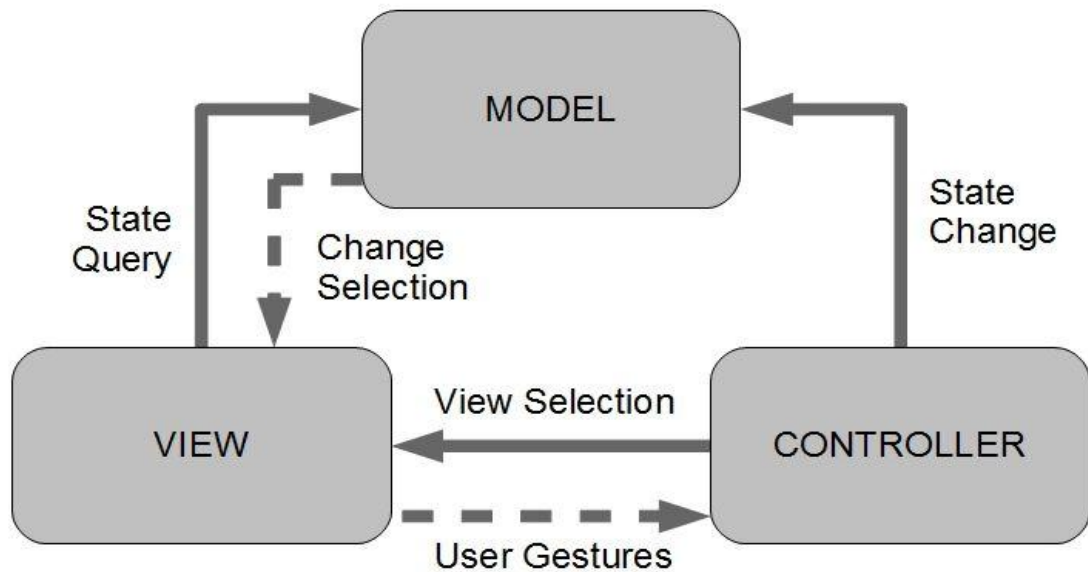 MODEL
State
Query
Change
Selection
State
Change
VIEW
View Selection
CONTROLLER
User Gestures